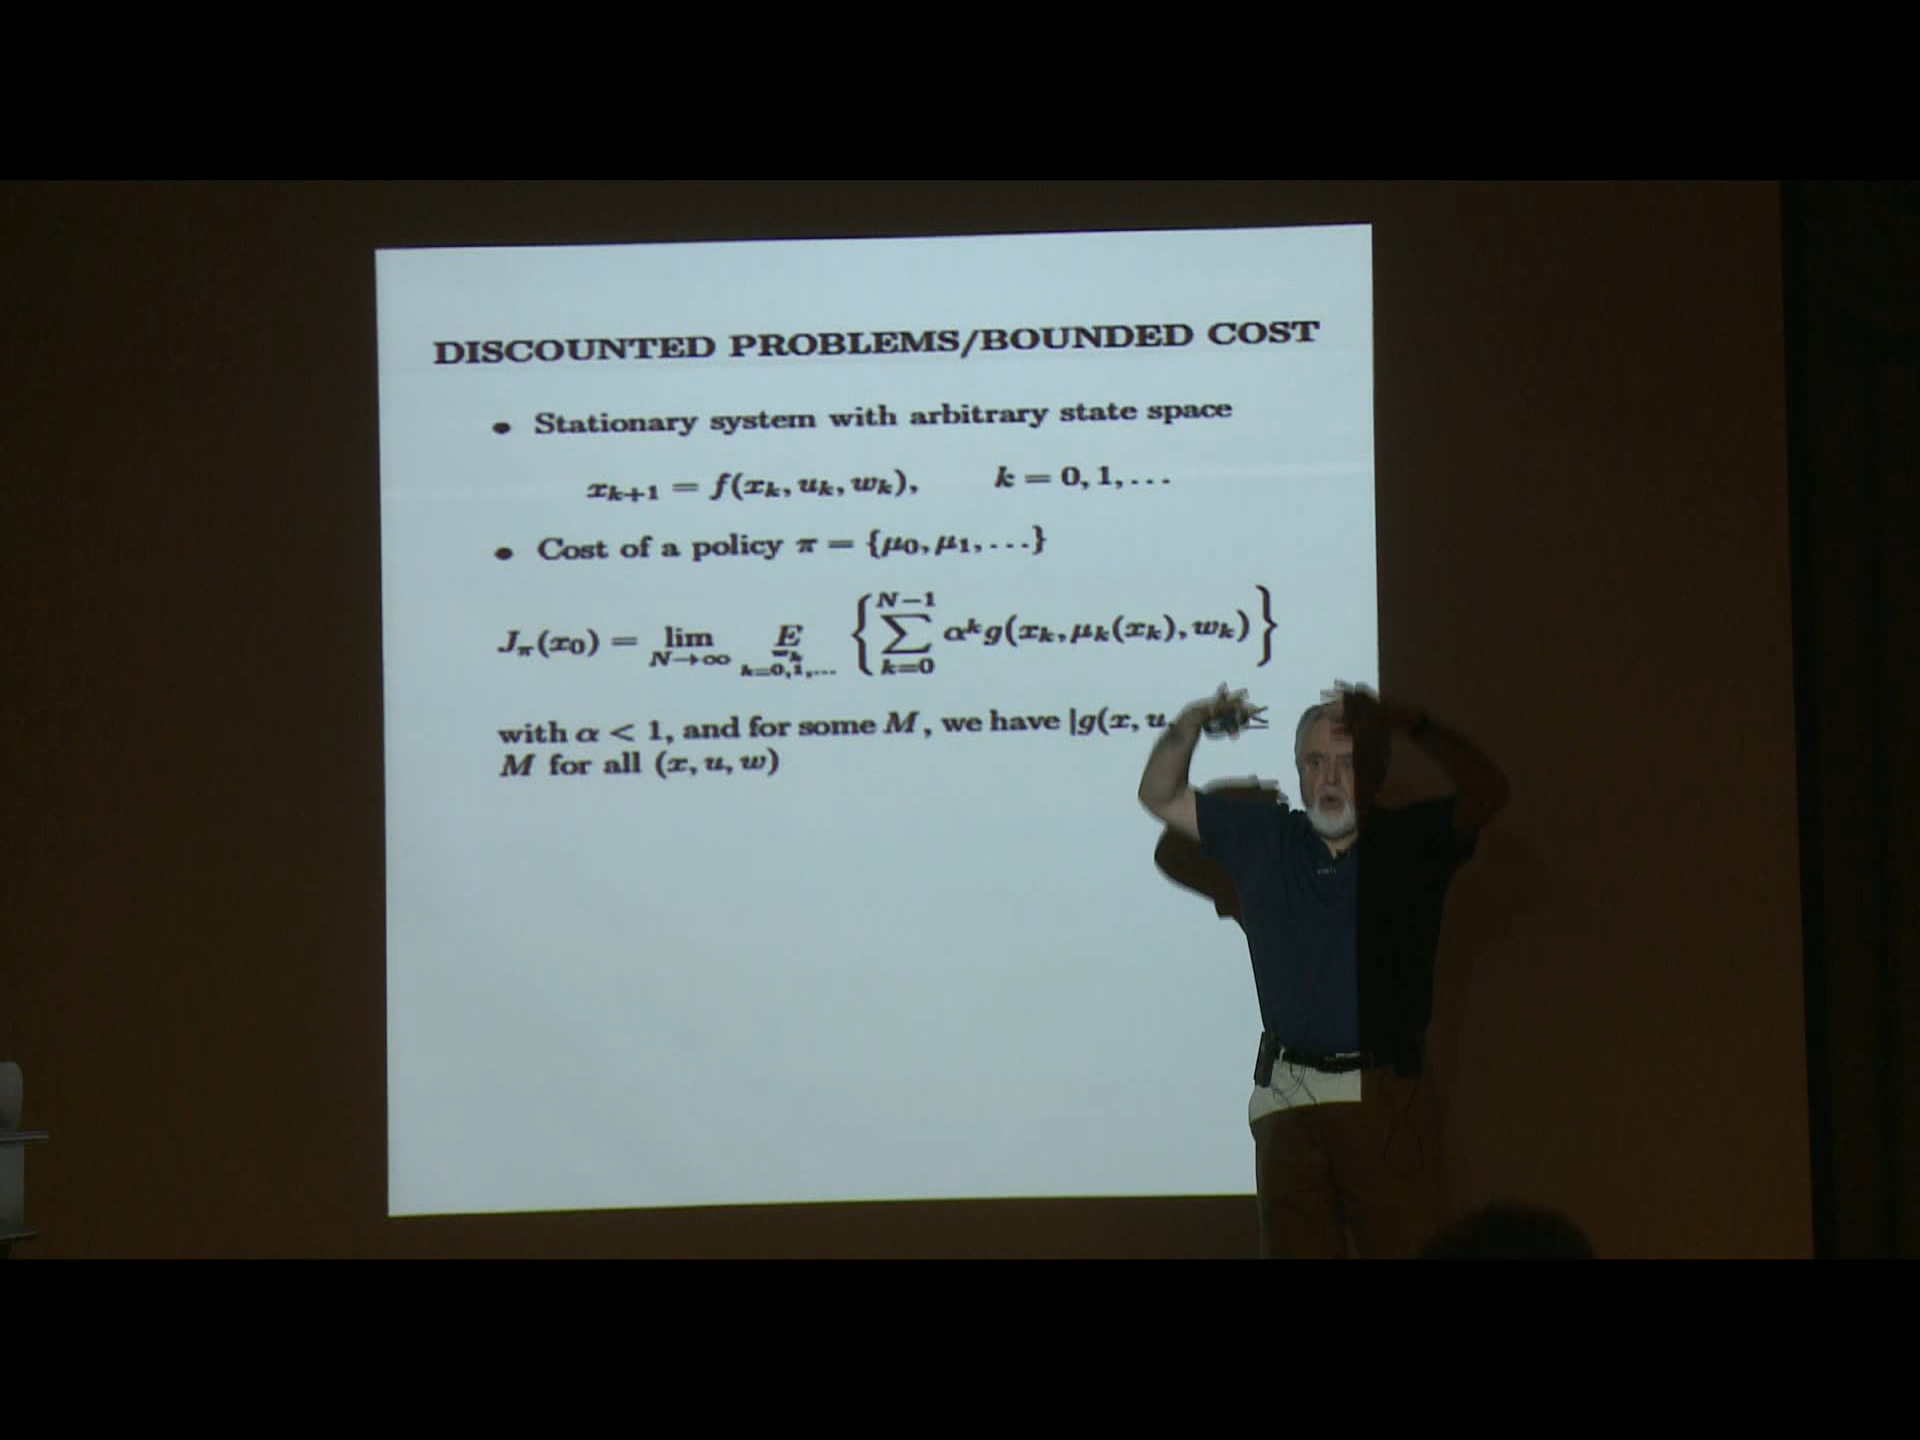 DISCOUNTED PROBLEMS/BOUNDED COST
• Stationary system with arbitrary state space
x_{k+1} = f(x_k, u_k, w_k), k = 0, 1, . . .
• Cost of a policy π = {μ_0, μ_1, . . .}
J_π(x_0) = lim_{N→∞} E_{w_k, k=0,1,...} { ∑_{k=0}^{N−1} α^k g(x_k, μ_k(x_k), w_k) }
with α < 1, and for some M, we have |g(x, u ≤
M for all (x, u, w)